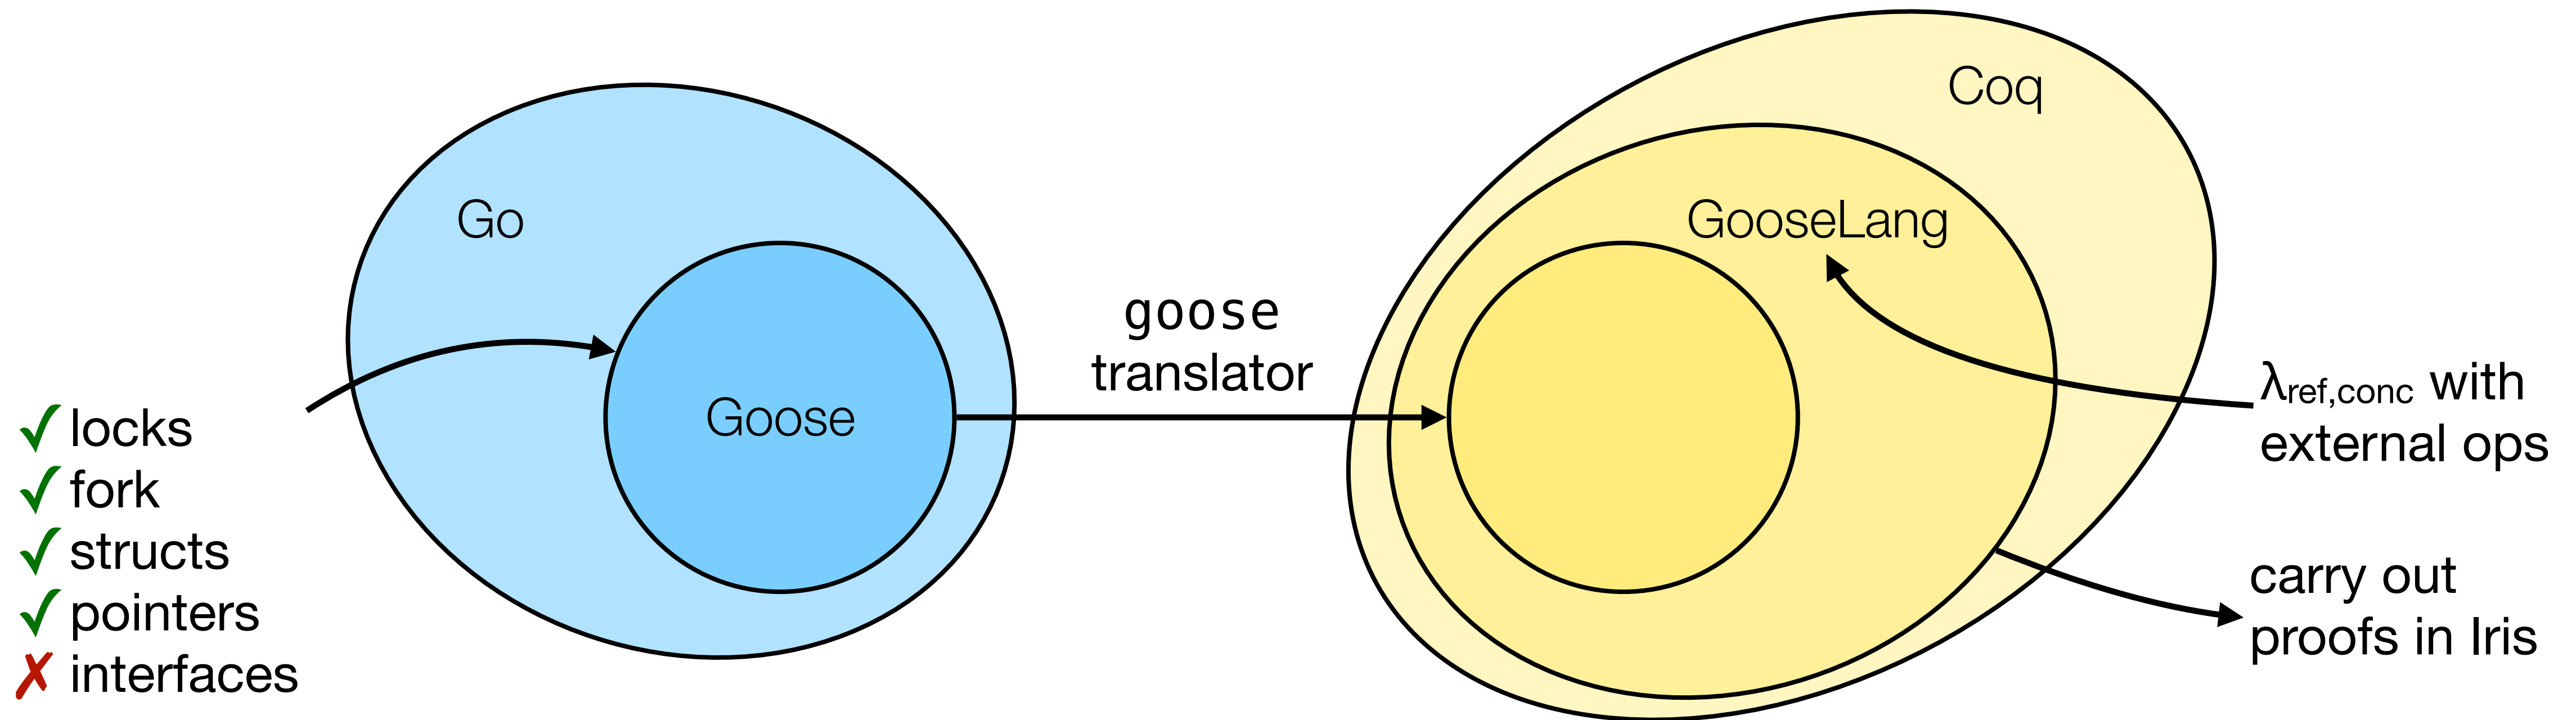 Go
Goose
✓ locks
✓ fork
✓ structs
✓ pointers
✗ interfaces
goose
translator
Coq
GooseLang
λref,conc with
external ops
carry out
proofs in Iris